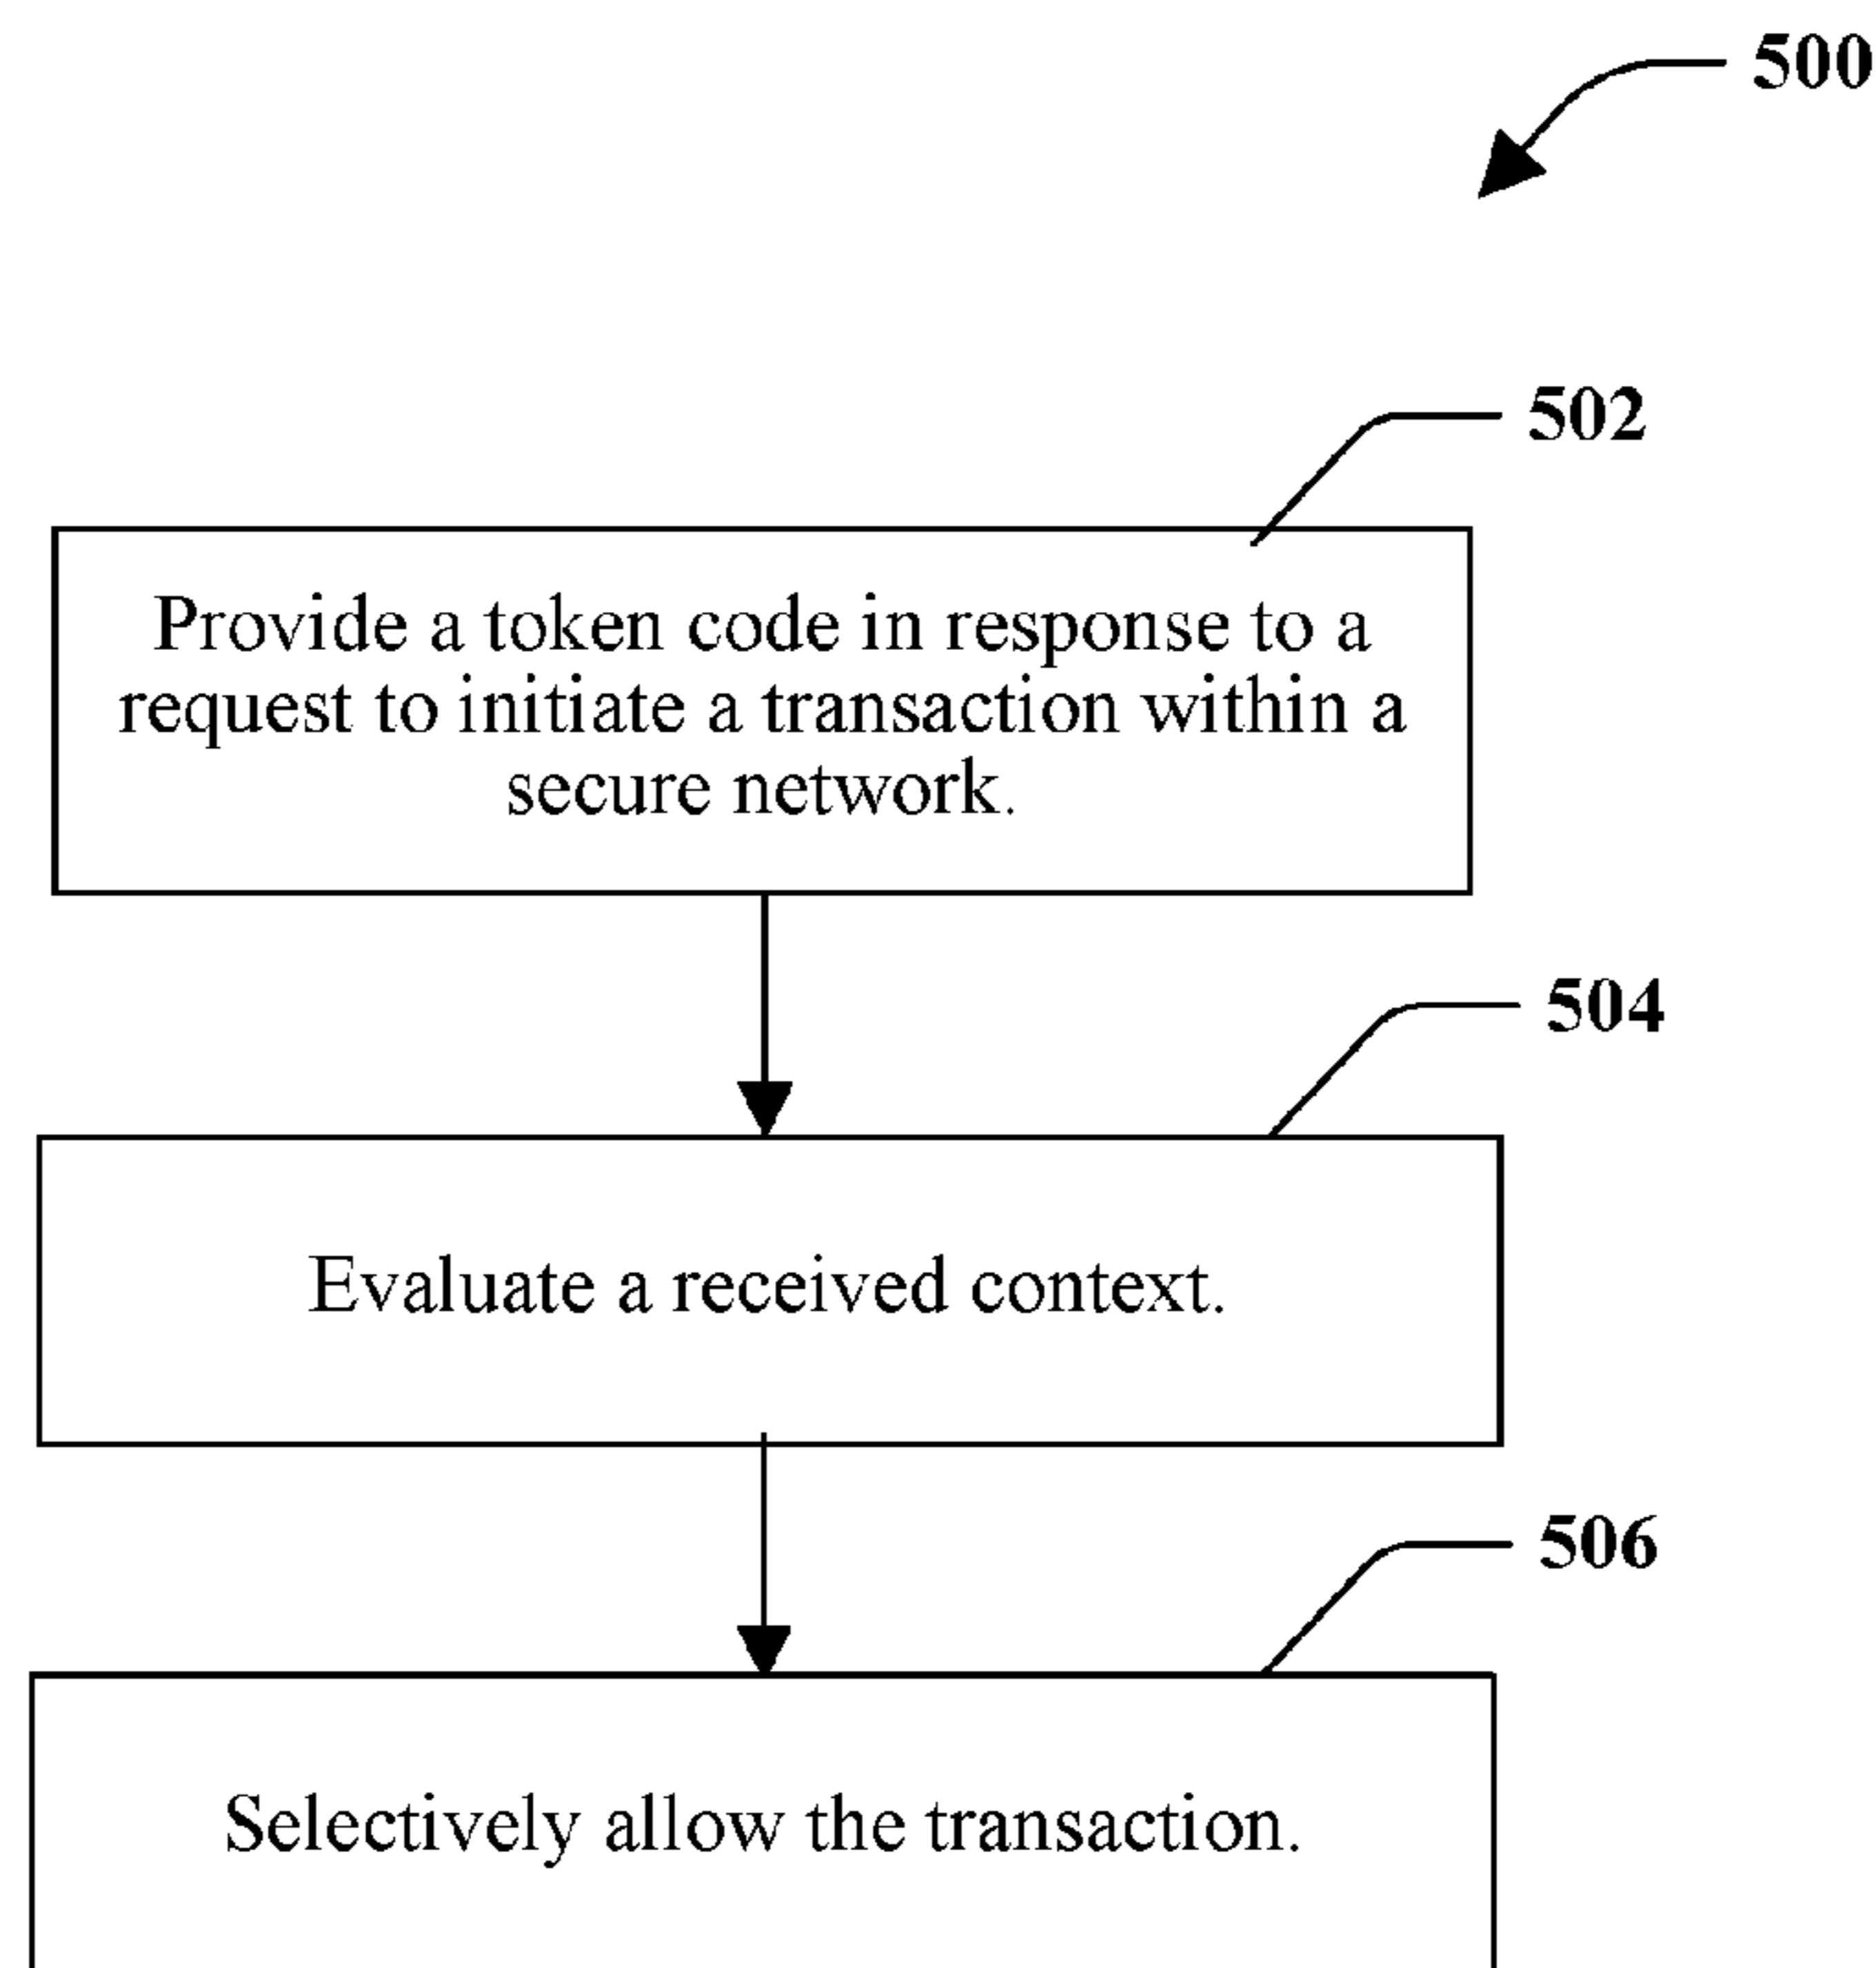 500
502
Provide a token code in response to a
request to initiate a transaction within a
secure network.
504
Evaluate a received context.
506
Selectively allow the transaction.